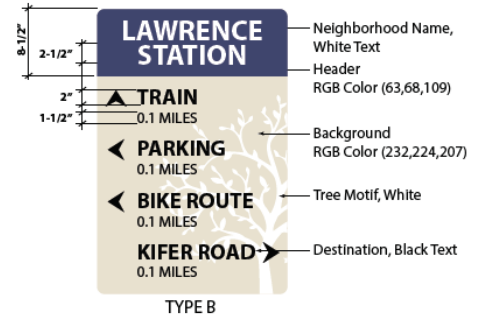 8-1/2"
2-1/2"
2"
1-1/2"
LAWRENCE
STATION
TRAIN
0.1 MILES
PARKING
0.1 MILES
BIKE ROUTE
0.1 MILES
KIFER ROAD
0.1 MILES
TYPE B
Neighborhood Name,
White Text
Header
RGB Color (63,68,109)
Background
RGB Color (232,224,207)
Tree Motif, White
Destination, Black Text